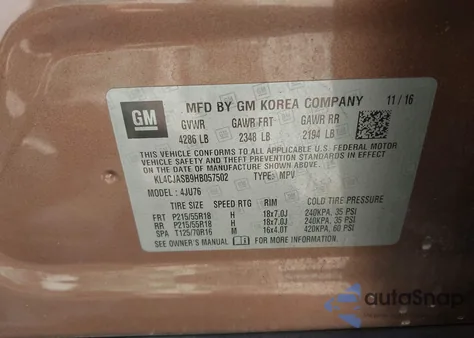 GM
MFD BY GM KOREA COMPANY 11/16
GVWR GAWR FRT GAWR RR
4286 LB 2348 LB 2194 LB
THIS VEHICLE CONFORMS TO ALL APPLICABLE U.S. FEDERAL MOTOR
VEHICLE SAFETY, BUMPER, AND THEFT PREVENTION STANDARDS IN
EFFECT ON THE DATE OF MANUFACTURE SHOWN ABOVE.
KL4CJASB9HB057502 TYPE: MPV
MODEL : 4JU76
TIRE SIZE SPEED RTG RIM COLD TIRE PRESSURE
FRT P215/55R18 H 18x7.0J 240KPA, 35 PSI
RR P215/55R18 H 18x7.0J 240KPA, 35 PSI
SPA T125/70R16 M 16x4.0T 420KPA, 60 PSI
SEE OWNER'S MANUAL FOR MORE INFORMATION
autoSnap